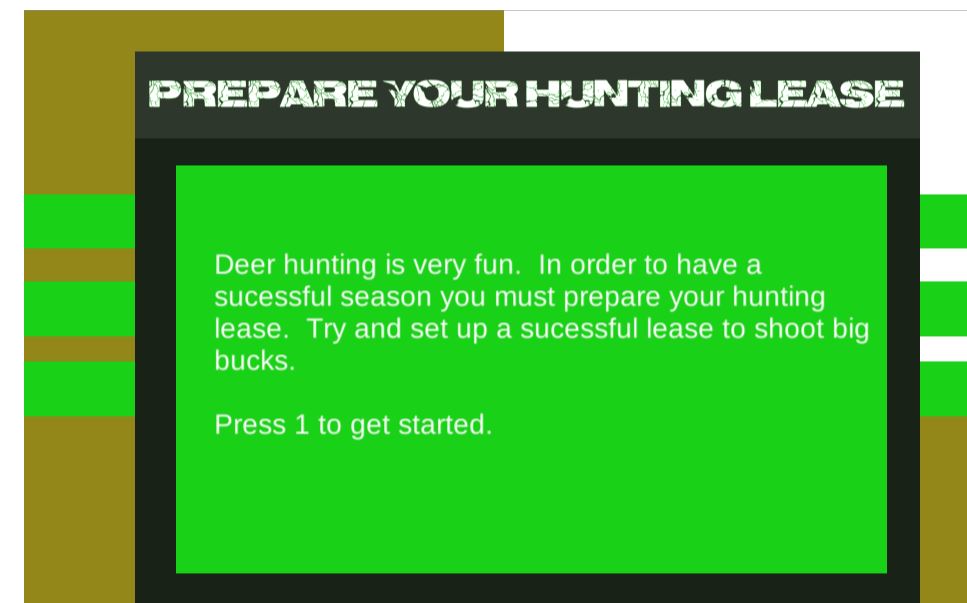 PREPARE YOUR HUNTING LEASE
Deer hunting is very fun.  In order to have a
sucessful season you must prepare your hunting
lease.  Try and set up a sucessful lease to shoot big
bucks.
Press 1 to get started.